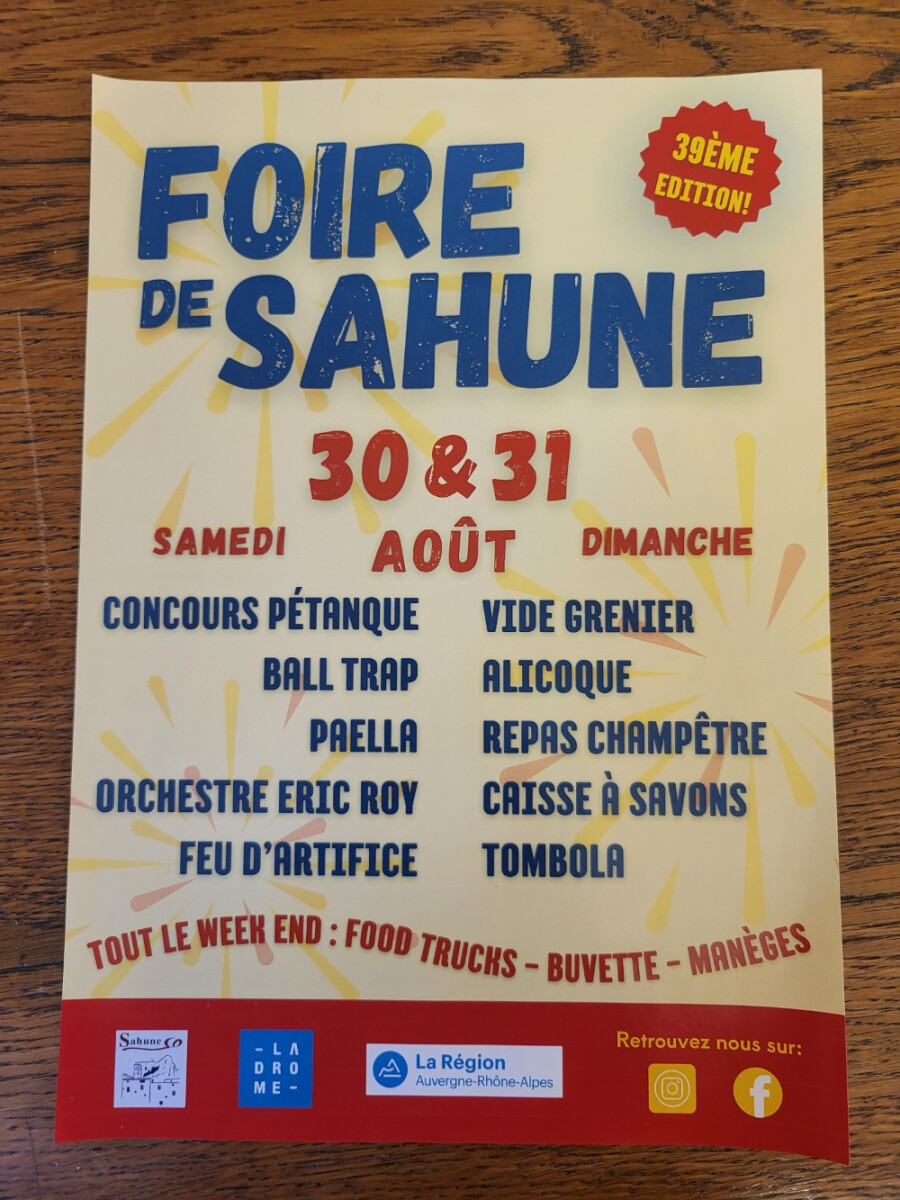 39ÈME
EDITION!
FOIRE
DE SAHUNE
30 & 31
AOÛT
SAMEDI
CONCOURS PÉTANQUE
BALL TRAP
PAELLA
ORCHESTRE ERIC ROY
FEU D'ARTIFICE
DIMANCHE
VIDE GRENIER
ALICOQUE
REPAS CHAMPÊTRE
CAISSE À SAVONS
TOMBOLA
TOUT LE WEEK END : FOOD TRUCKS - BUVETTE - MANÈGES
Sahune
- LA
DRO
ME -
La Région
Auvergne-Rhône-Alpes
Retrouvez nous sur: